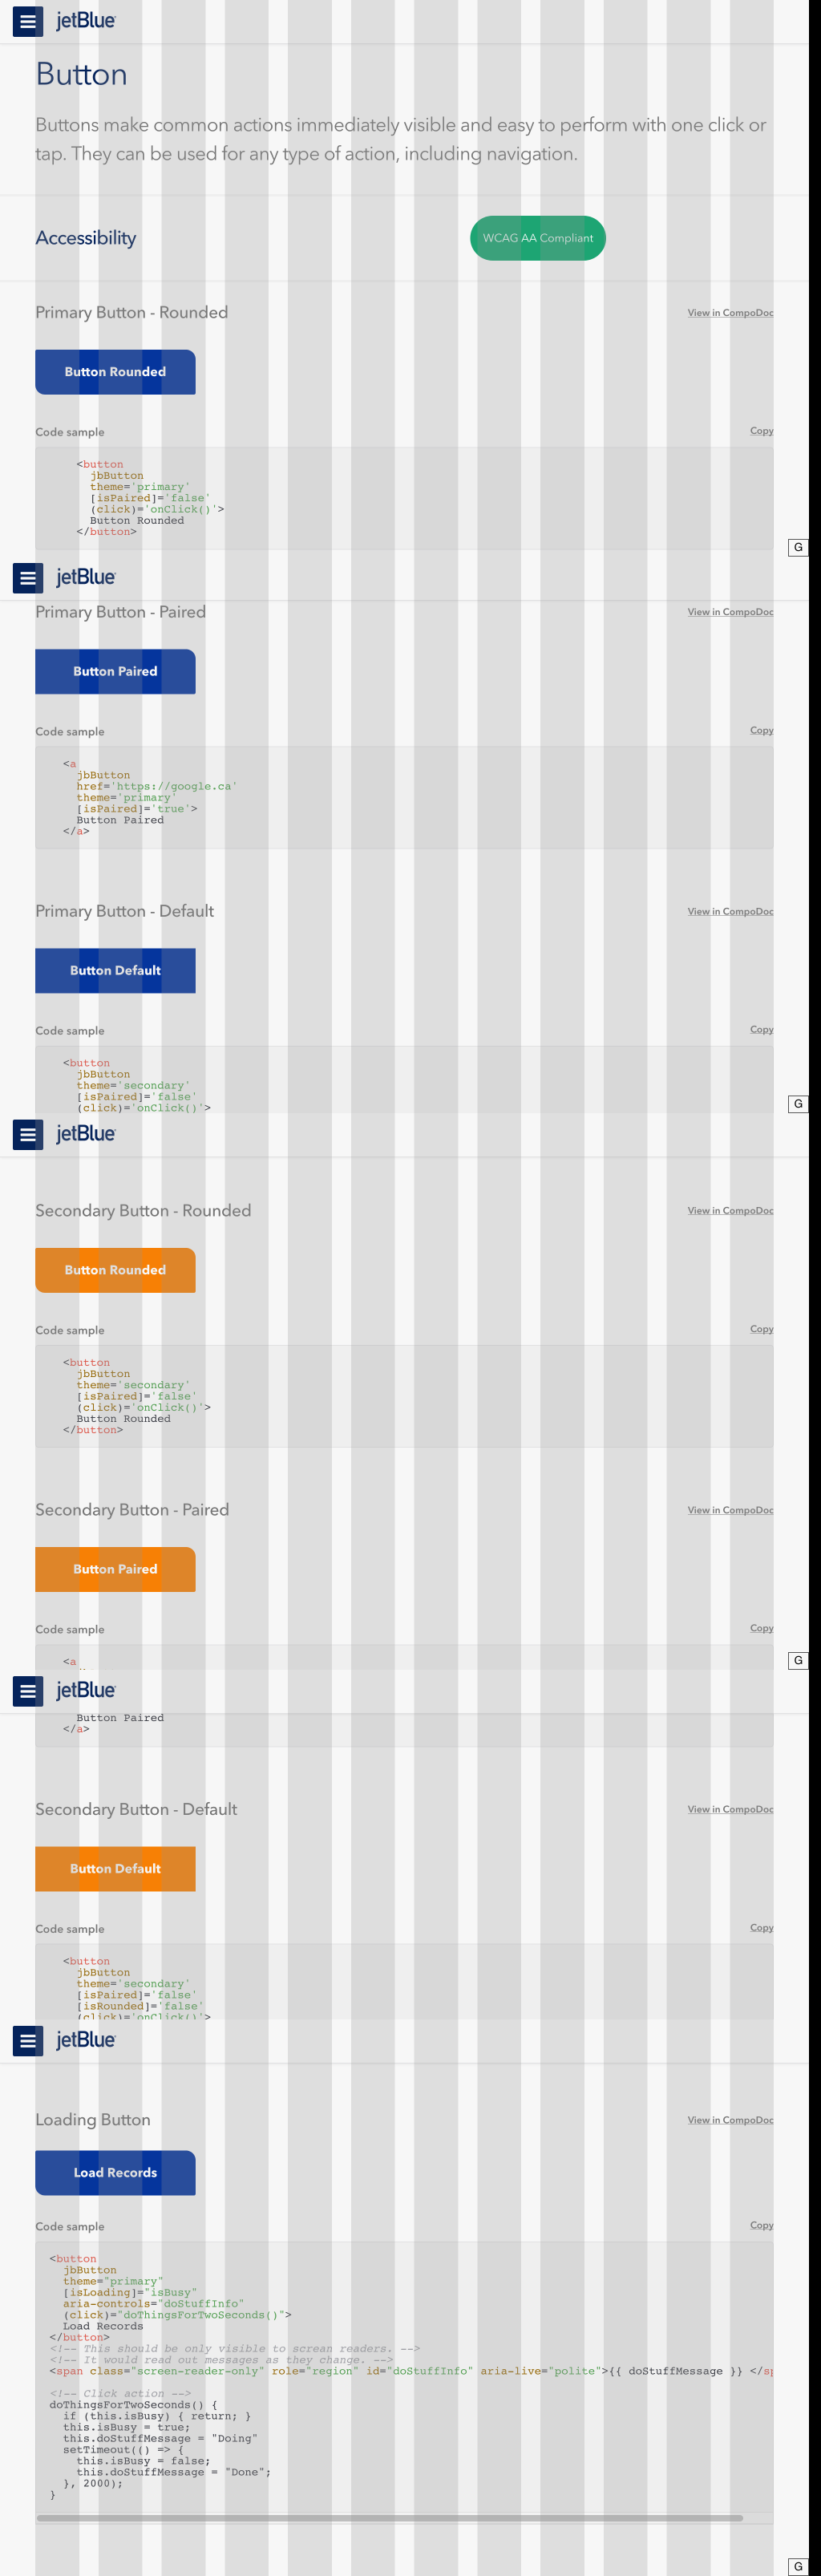 jetBlue
Button
Buttons make common actions immediately visible and easy to perform with one click or
tap. They can be used for any type of action, including navigation.
Accessibility
WCAG AA Compliant
Primary Button - Rounded
View in CompoDoc
Button Rounded
Code sample
Copy
<button
jbButton
theme='primary'
[isPaired]='false'
(click)='onClick()'>
Button Rounded
</button>
G
jetBlue
Primary Button - Paired
View in CompoDoc
Button Paired
Code sample
Copy
<a
jbButton
href='https://google.ca'
theme='primary'
[isPaired]='true'>
Button Paired
</a>
Primary Button - Default
View in CompoDoc
Button Default
Code sample
Copy
<button
jbButton
theme='secondary'
[isPaired]='false'
(click)='onClick()'>
G
jetBlue
Secondary Button - Rounded
View in CompoDoc
Button Rounded
Code sample
Copy
<button
jbButton
theme='secondary'
[isPaired]='false'
(click)='onClick()'>
Button Rounded
</button>
Secondary Button - Paired
View in CompoDoc
Button Paired
Code sample
Copy
<a
G
jetBlue
Button Paired
</a>
Secondary Button - Default
View in CompoDoc
Button Default
Code sample
Copy
<button
jbButton
theme='secondary'
[isPaired]='false'
[isRounded]='false'
(click)='onClick()'>
jetBlue
Loading Button
View in CompoDoc
Load Records
Code sample
Copy
<button
jbButton
theme="primary"
[isLoading]="isBusy"
aria-controls="doStuffInfo"
(click)="doThingsForTwoSeconds()">
Load Records
</button>
<!-- This should be only visible to screan readers. -->
<!-- It would read out messages as they change. -->
<span class="screen-reader-only" role="region" id="doStuffInfo" aria-live="polite">{{ doStuffMessage }} </sp
<!-- Click action -->
doThingsForTwoSeconds() {
if (this.isBusy) { return; }
this.isBusy = true;
this.doStuffMessage = "Doing"
setTimeout(() => {
this.isBusy = false;
this.doStuffMessage = "Done";
}, 2000);
}
G